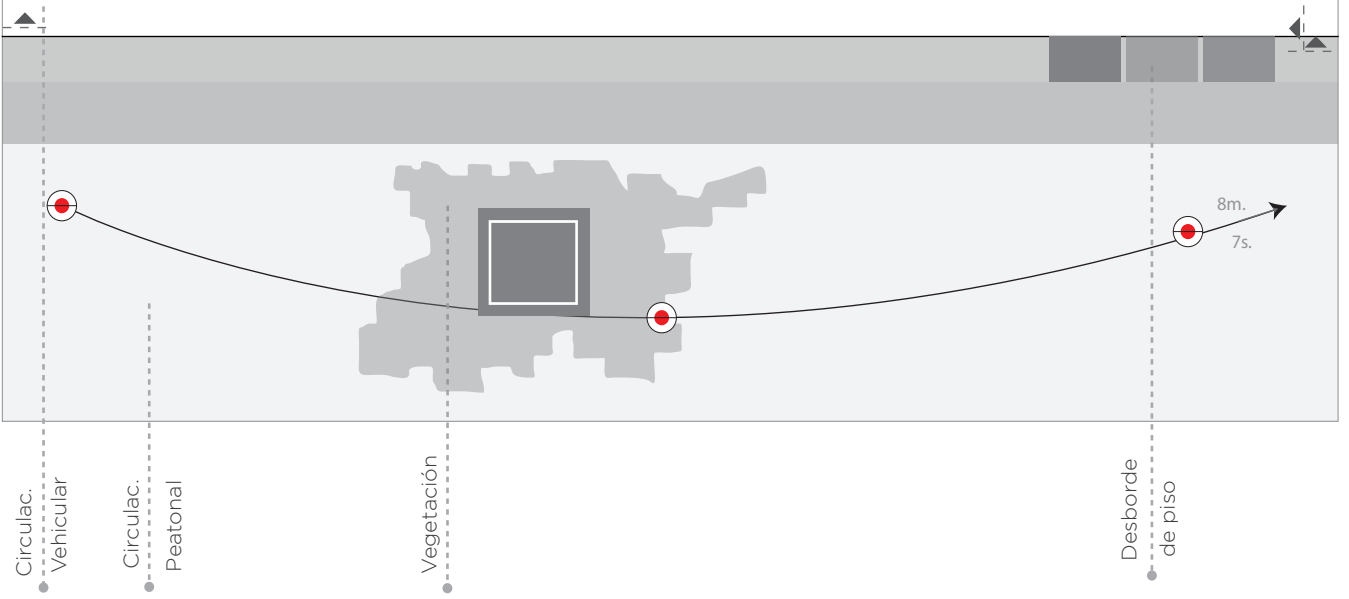 8m.
7s.
Circulac.
Vehicular
Circulac.
Peatonal
Vegetación
Desborde
de piso